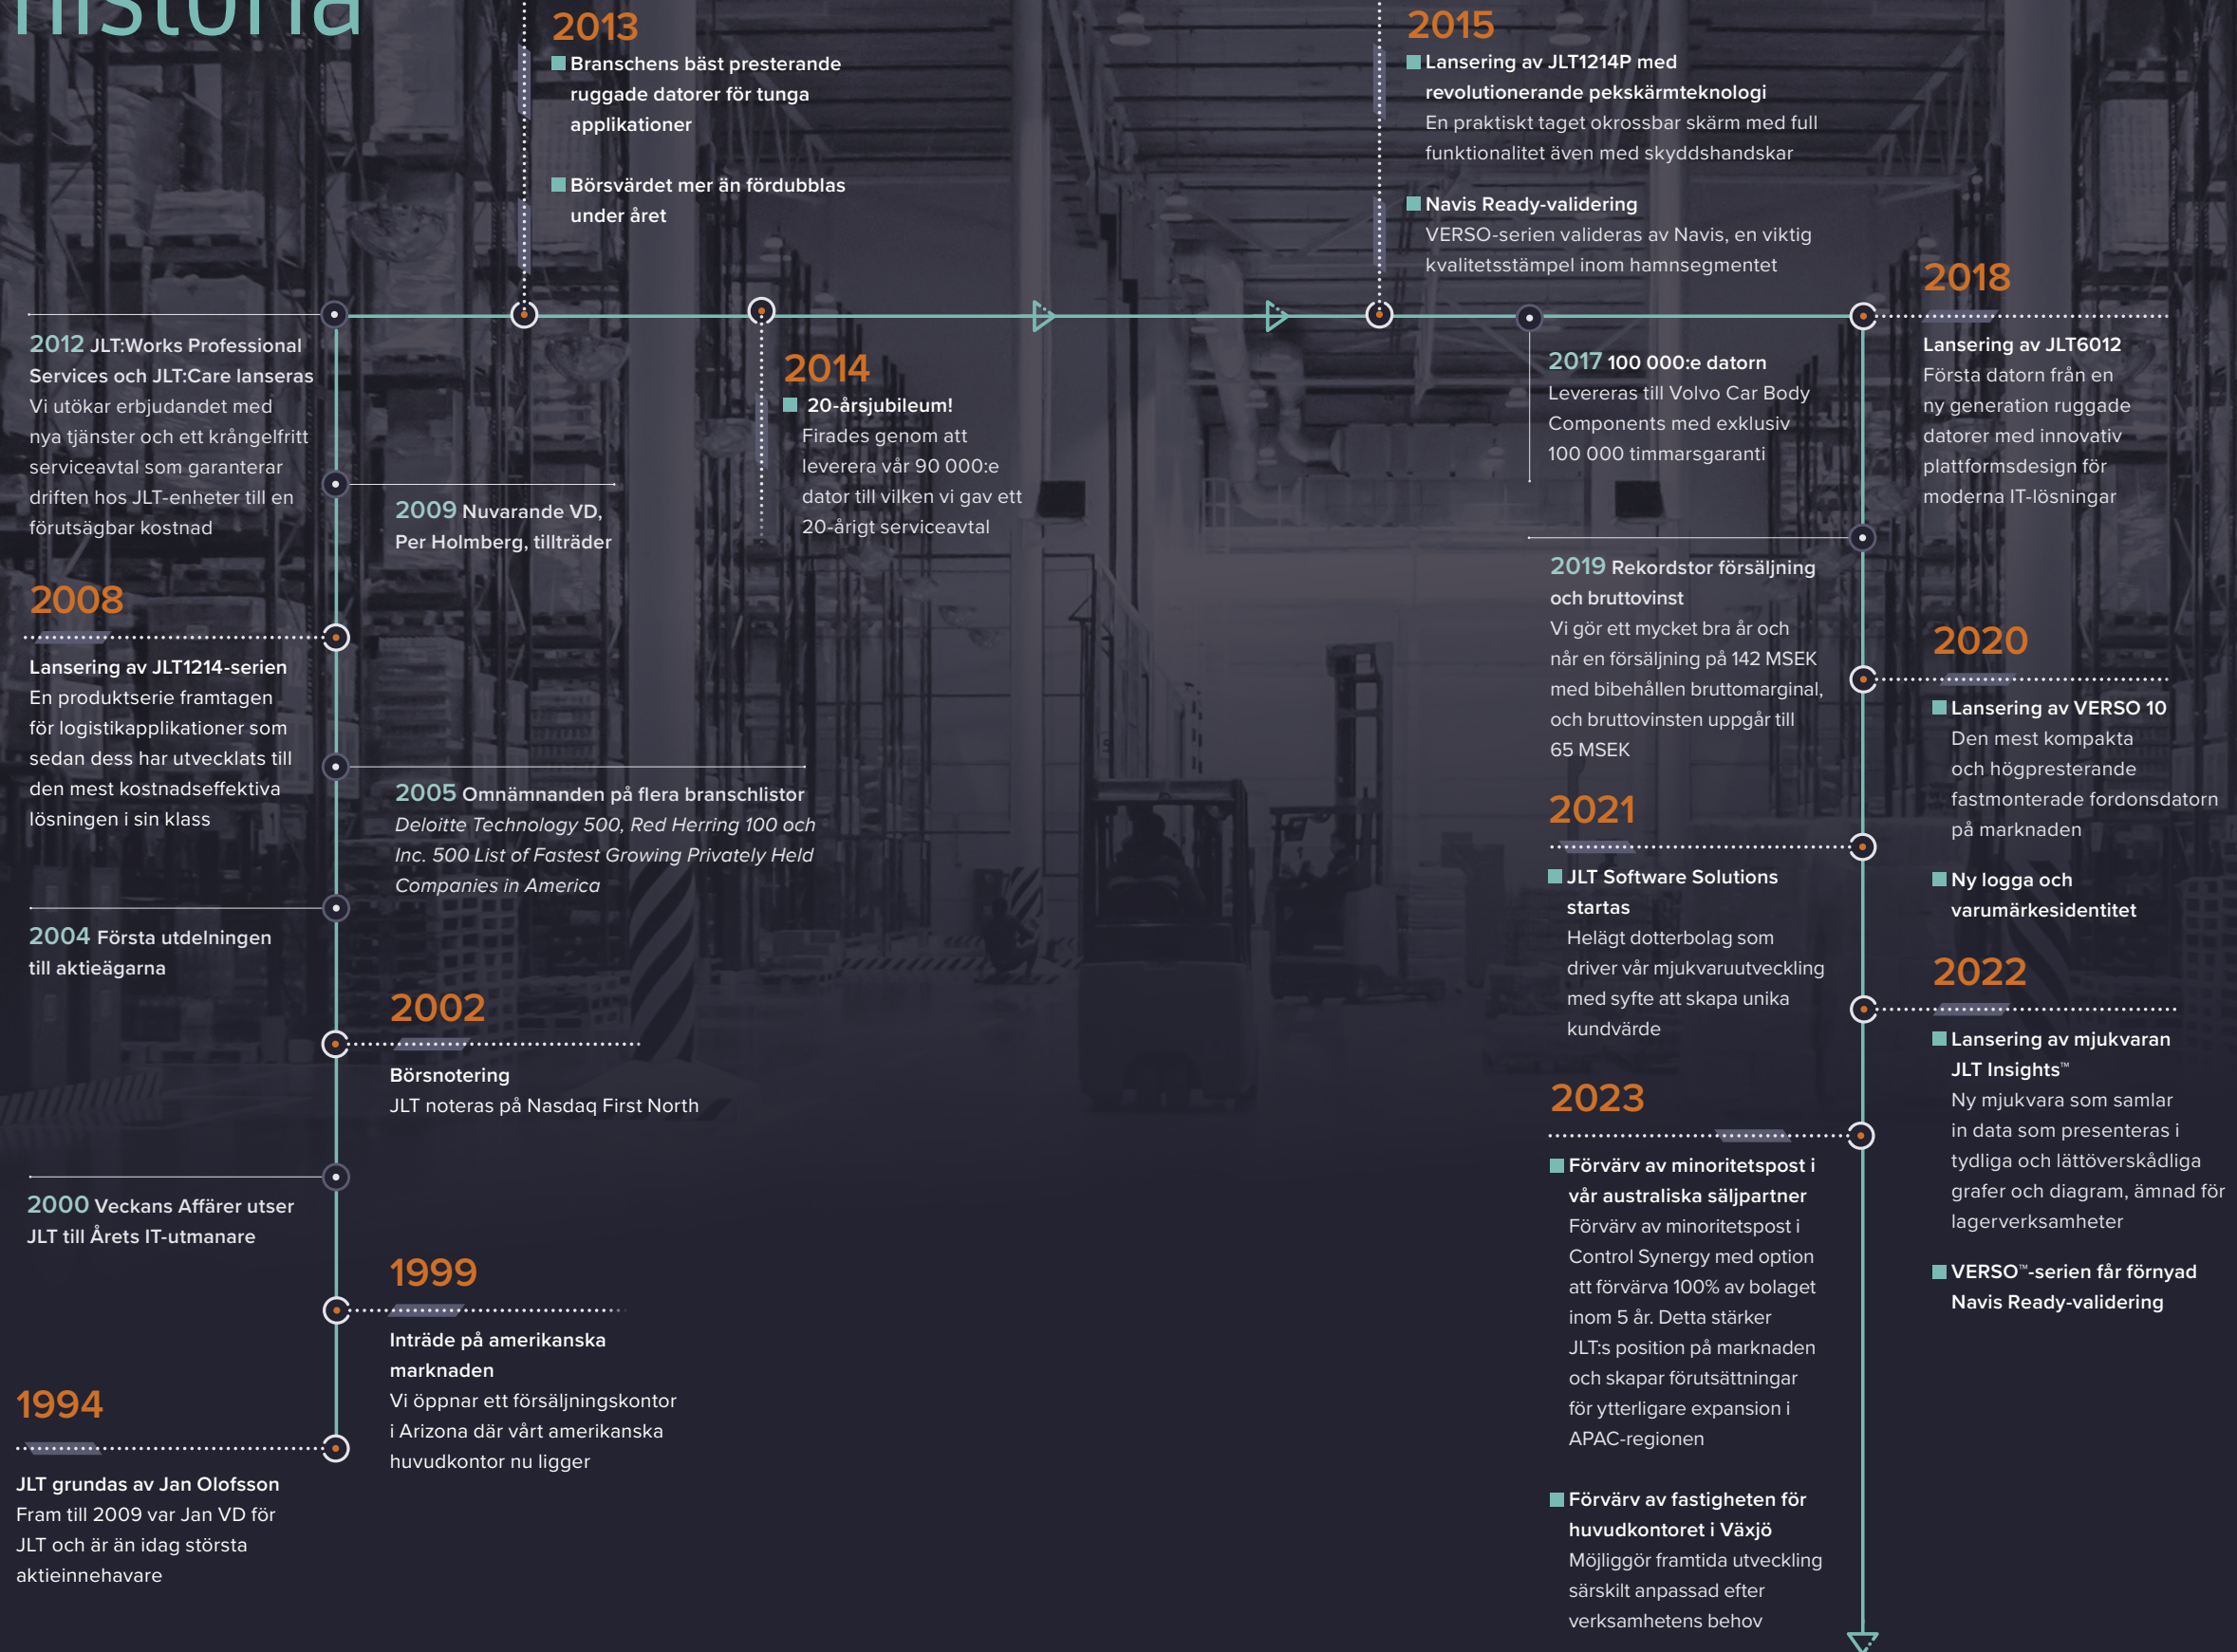 historia
2013
Branschens bäst presterande
ruggade datorer för tunga
applikationer
Börsvärdet mer än fördubblas
under året
2015
Lansering av JLT1214P med
revolutionerande pekskärmteknologi
En praktiskt taget okrossbar skärm med full
funktionalitet även med skyddshandskar
Navis Ready-validering
VERSO-serien valideras av Navis, en viktig
kvalitetsstämpel inom hamnsegmentet
2012 JLT:Works Professional
Services och JLT:Care lanseras
Vi utökar erbjudandet med
nya tjänster och ett krångelfritt
serviceavtal som garanterar
driften hos JLT-enheter till en
förutsägbar kostnad
2014
20-årsjubileum!
Firades genom att
leverera vår 90 000:e
dator till vilken vi gav ett
20-årigt serviceavtal
2017 100 000:e datorn
Levereras till Volvo Car Body
Components med exklusiv
100 000 timmarsgaranti
2018
Lansering av JLT6012
Första datorn från en
ny generation ruggade
datorer med innovativ
plattformsdesign för
moderna IT-lösningar
2009 Nuvarande VD,
Per Holmberg, tillträder
2008
Lansering av JLT1214-serien
En produktserie framtagen
för logistikapplikationer som
sedan dess har utvecklats till
den mest kostnadseffektiva
lösningen i sin klass
2019 Rekordstor försäljning
och bruttovinst
Vi gör ett mycket bra år och
når en försäljning på 142 MSEK
med bibehållen bruttomarginal,
och bruttovinsten uppgår till
65 MSEK
2020
Lansering av VERSO 10
Den mest kompakta
och högpresterande
fastmonterade fordonsdatorn
på marknaden
Ny logga och
varumärkesidentitet
2005 Omnämnanden på flera branschlistor
Deloitte Technology 500, Red Herring 100 och
Inc. 500 List of Fastest Growing Privately Held
Companies in America
2004 Första utdelningen
till aktieägarna
2021
JLT Software Solutions
startas
Helägt dotterbolag som
driver vår mjukvaruutveckling
med syfte att skapa unika
kundvärde
2022
Lansering av mjukvaran
JLT Insights™
Ny mjukvara som samlar
in data som presenteras i
tydliga och lättöverskådliga
grafer och diagram, ämnad för
lagerverksamheter
VERSO™-serien får förnyad
Navis Ready-validering
2002
Börsnotering
JLT noteras på Nasdaq First North
2000 Veckans Affärer utser
JLT till Årets IT-utmanare
2023
Förvärv av minoritetspost i
vår australiska säljpartner
Förvärv av minoritetspost i
Control Synergy med option
att förvärva 100% av bolaget
inom 5 år. Detta stärker
JLT:s position på marknaden
och skapar förutsättningar
för ytterligare expansion i
APAC-regionen
Förvärv av fastigheten för
huvudkontoret i Växjö
Möjliggör framtida utveckling
särskilt anpassad efter
verksamhetens behov
1999
Inträde på amerikanska
marknaden
Vi öppnar ett försäljningskontor
i Arizona där vårt amerikanska
huvudkontor nu ligger
1994
JLT grundas av Jan Olofsson
Fram till 2009 var Jan VD för
JLT och är än idag största
aktieinnehavare